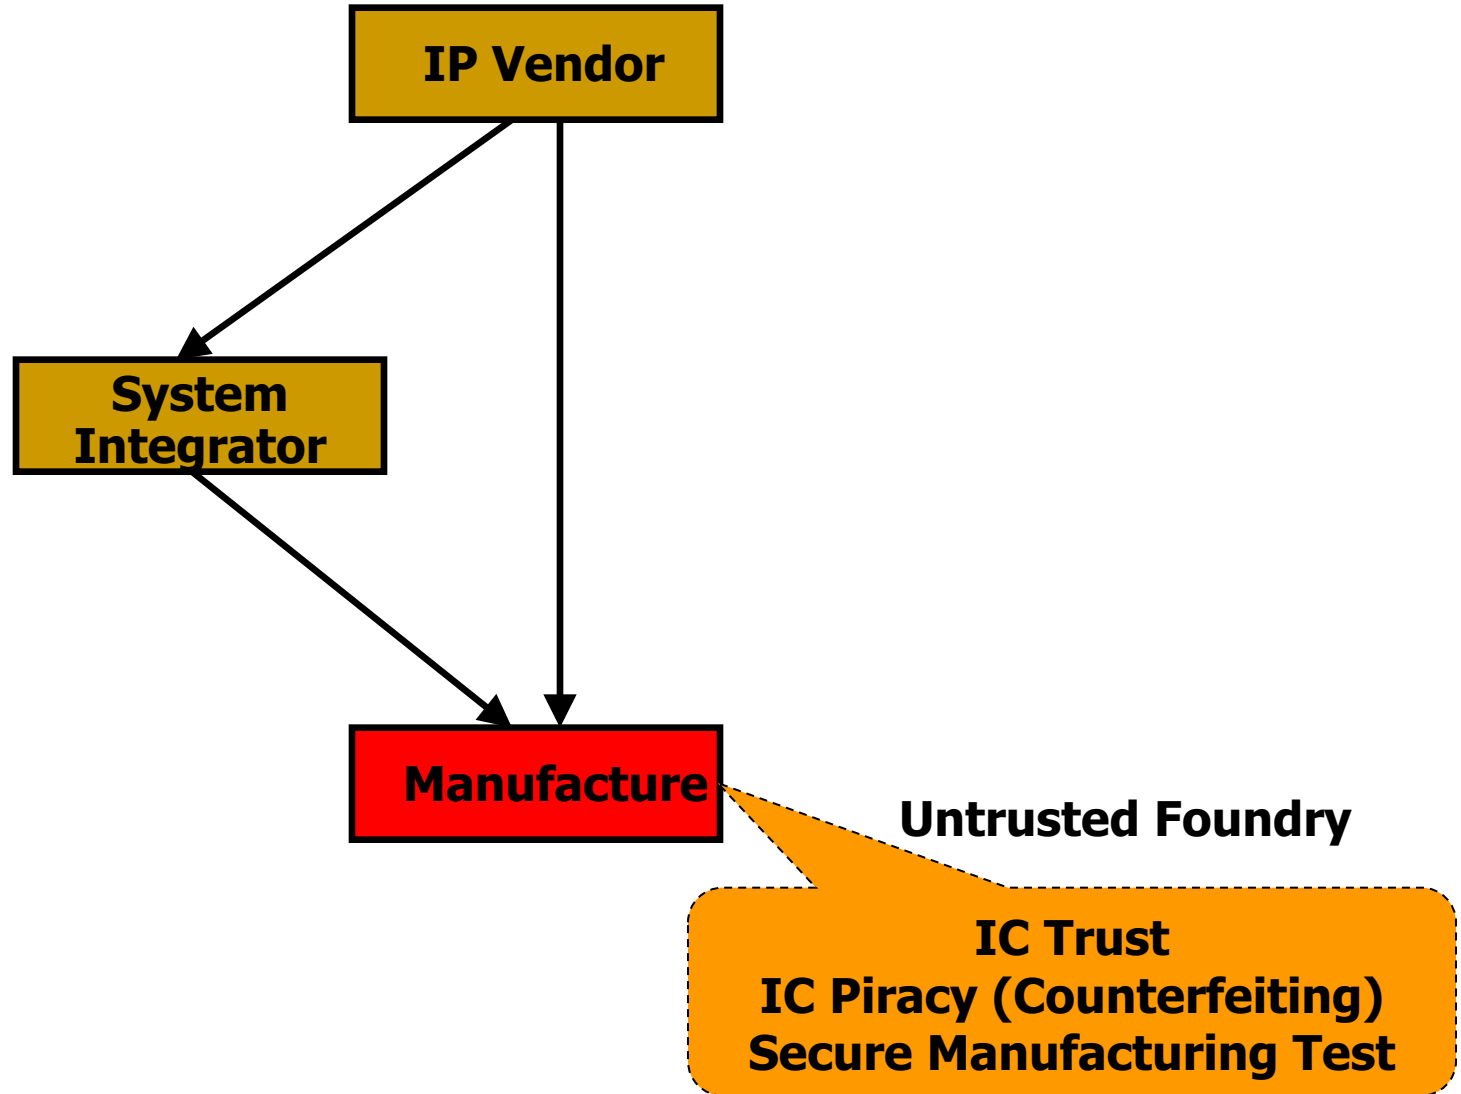 IP Vendor
System
Integrator
Manufacture
Untrusted Foundry
IC Trust
IC Piracy (Counterfeiting)
Secure Manufacturing Test